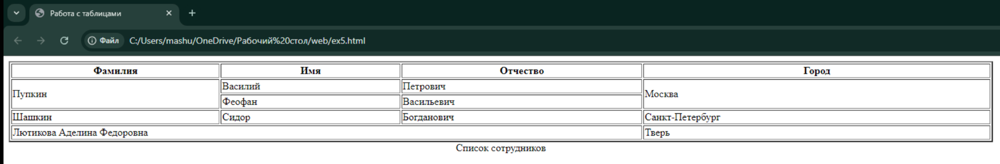 Работа с таблицами
Файл C:/Users/mashu/OneDrive/Рабочий%20стол/web/ex5.html
Фамилия Имя Отчество Город
Пупкин Василий Петрович Москва
Феофан Васильевич
Шашкин Сидор Богданович Санкт-Петербург
Лютикова Аделина Федоровна Тверь
Список сотрудников